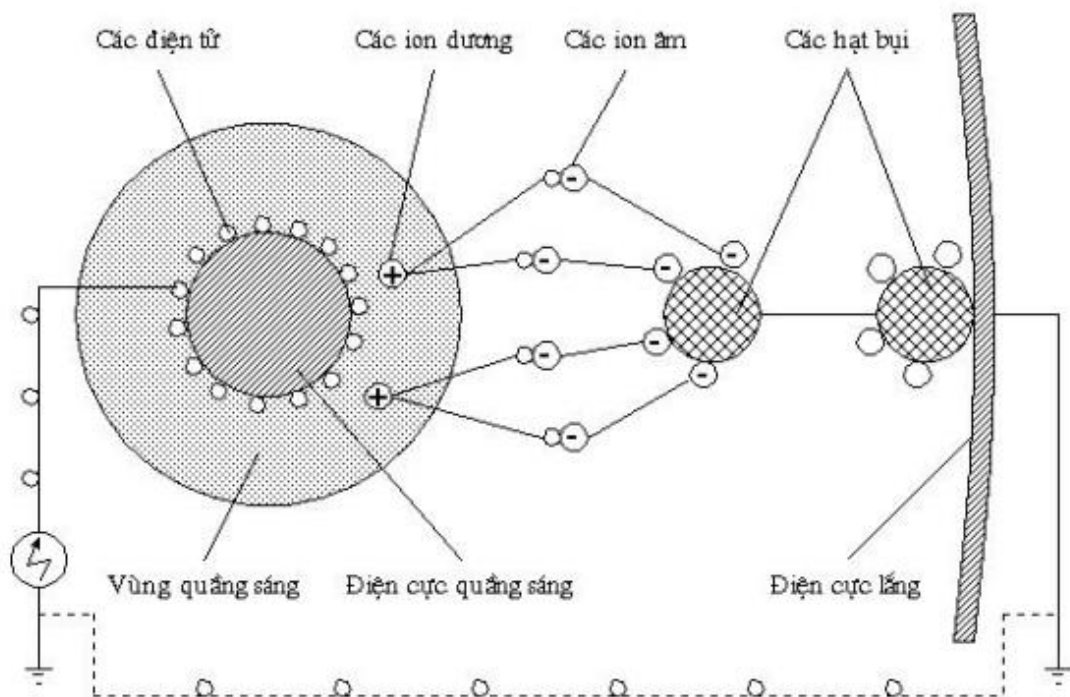 Các điện tử
Các ion dương
Các ion âm
Các hạt bụi
Vùng quầng sáng
Điện cực quầng sáng
Điện cực lắng